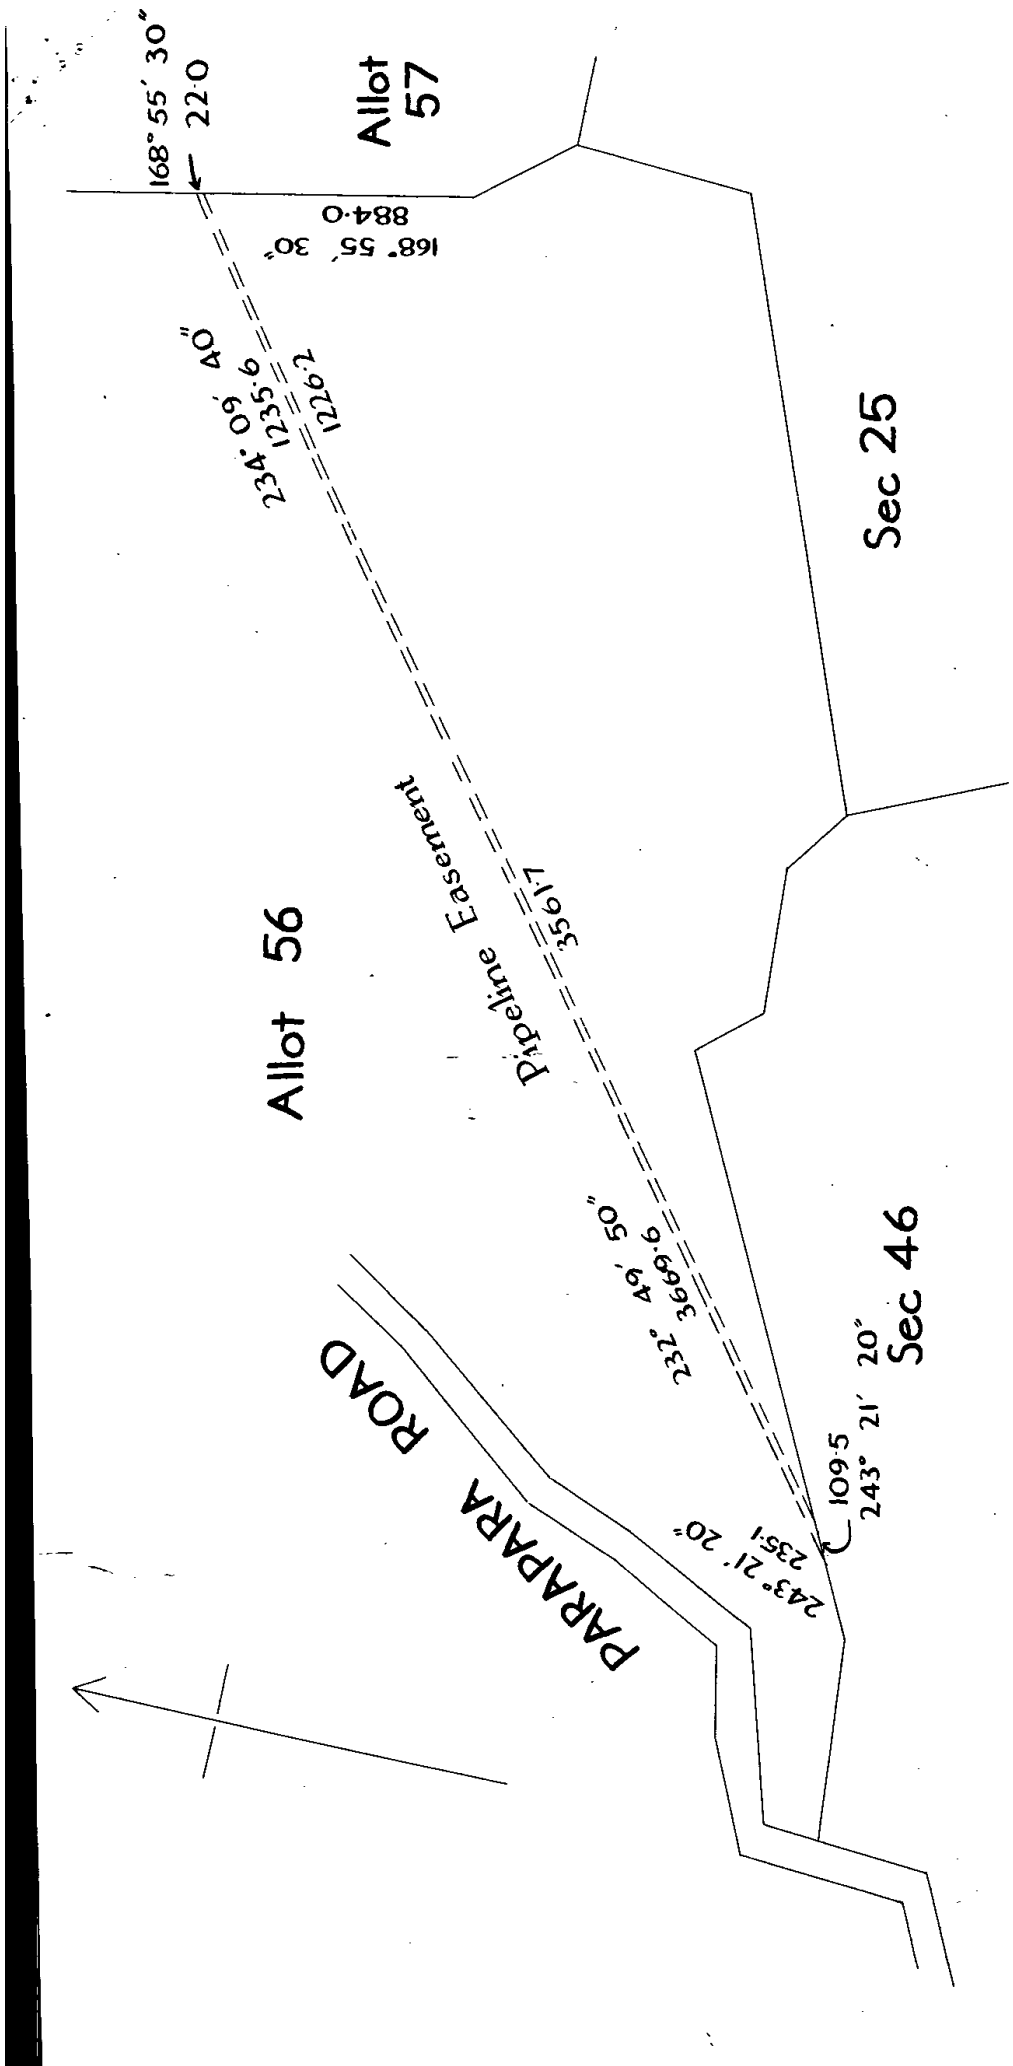 168° 55′ 30″
22·0
Allot
57
168° 55′ 30″
884·0
234° 09′ 40″
1235·6
1226·2
Sec 25
Allot 56
Pipeline Easement
3561·7
232° 49′ 50″
3669·6
PARAPARA ROAD
243° 21′ 20″
235·1
109·5
243° 21′ 20″
Sec 46